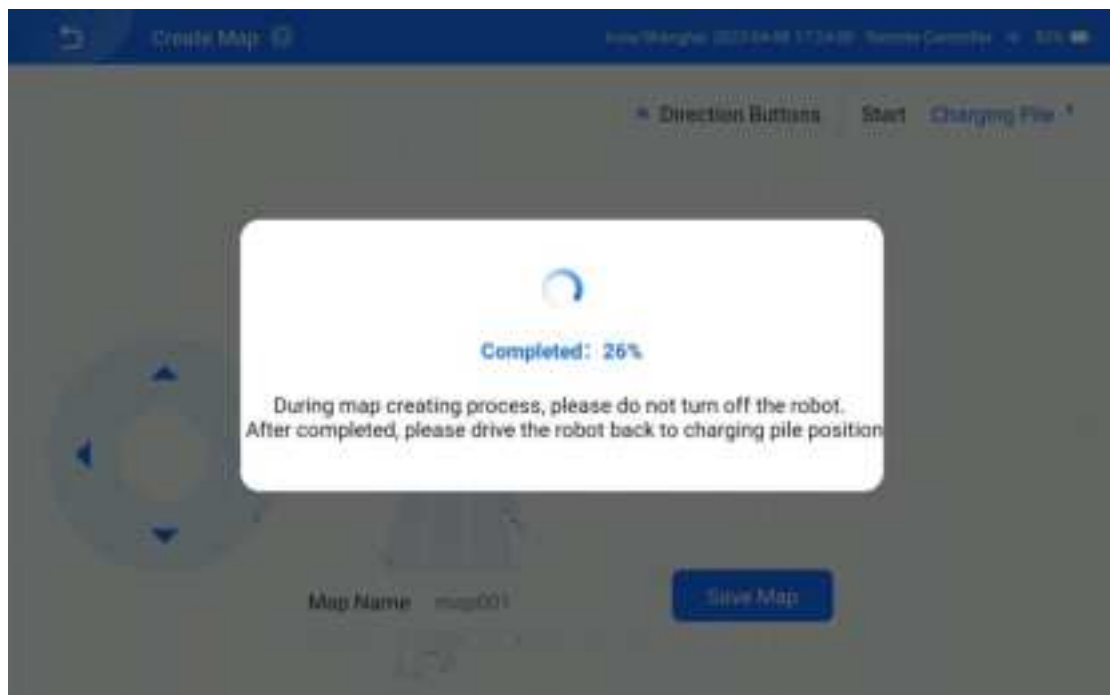 Create Map
Direction Buttons
Start
Charging Pile
Completed: 26%
During map creating process, please do not turn off the robot.
After completed, please drive the robot back to charging pile position
Map Name
map001
Save Map